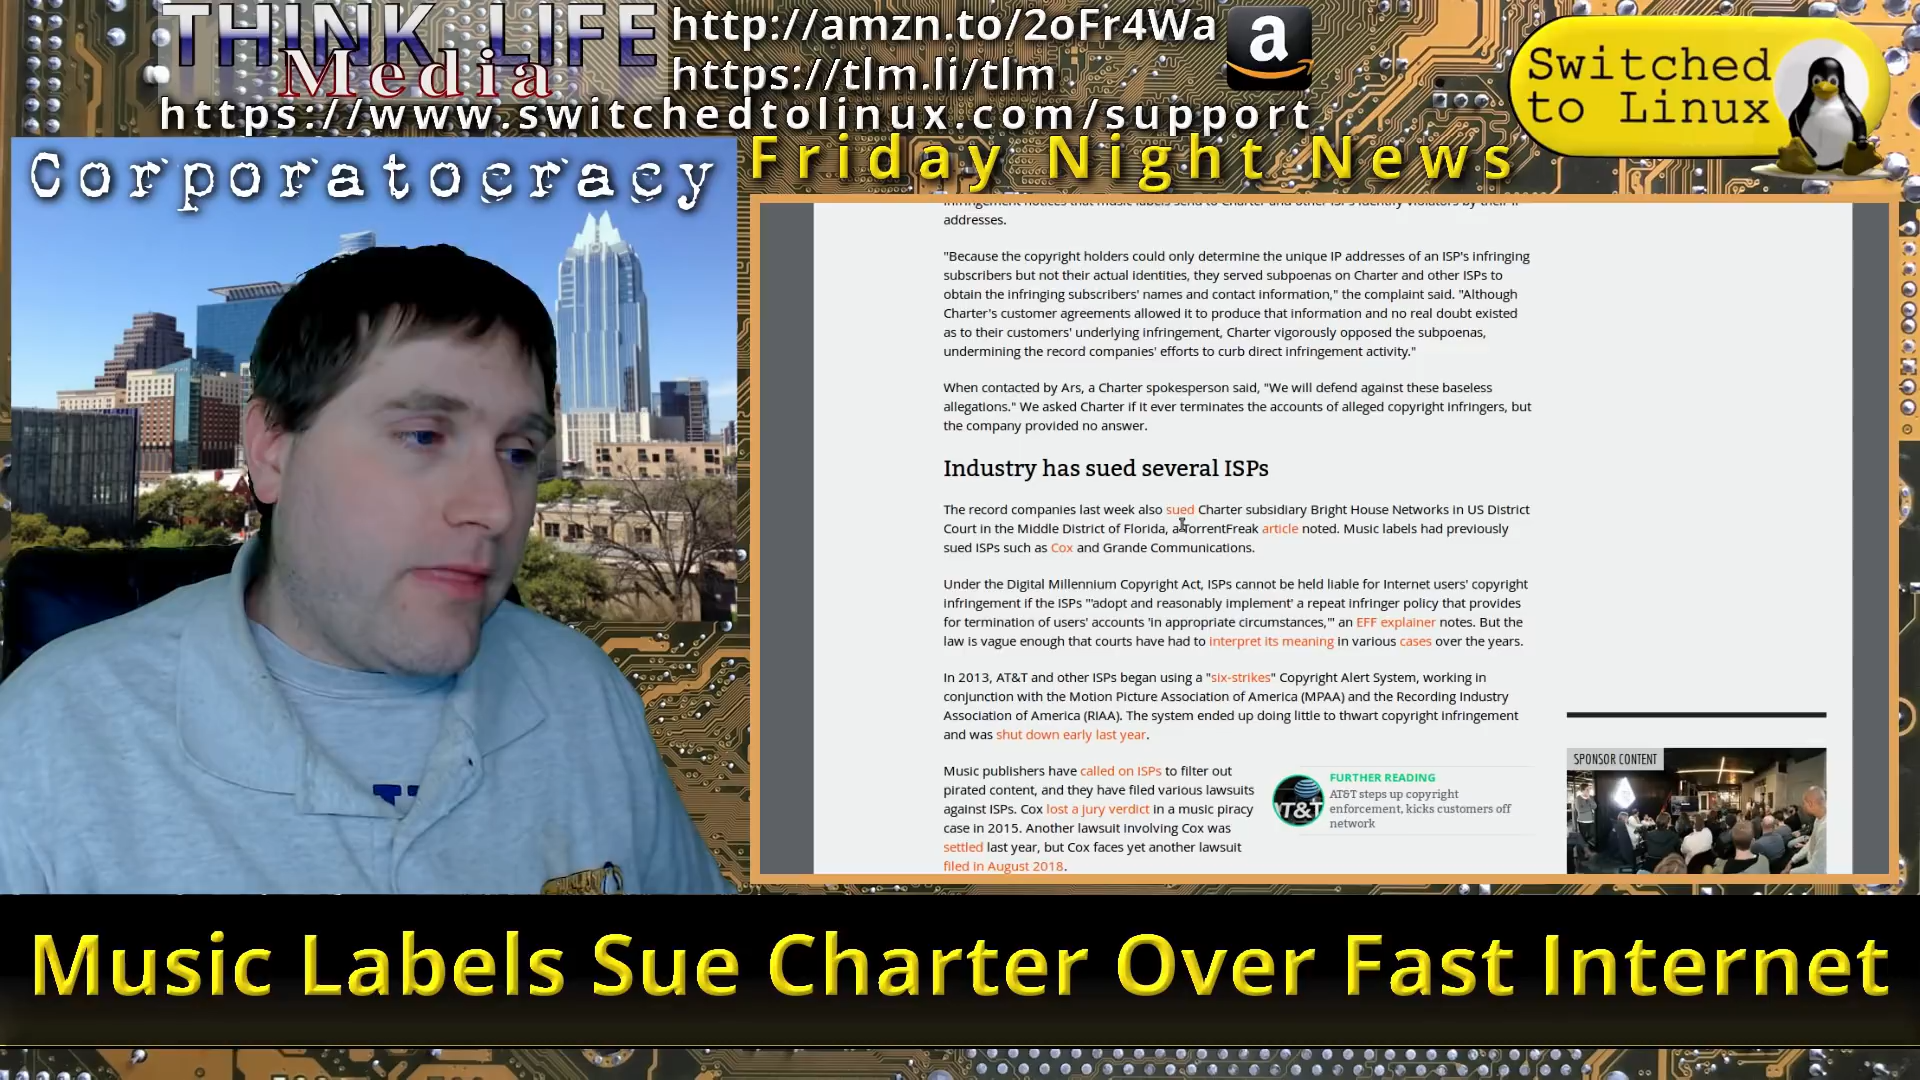 THINK LIFE
Media
http://amzn.to/2oFr4Wa
https://tlm.li/tlm
https://www.switchedtolinux.com/support
a
Switched
to Linux
Corporatocracy
Friday Night News
infringement notices that music labels send to Charter and other ISPs identify violators by their IP
addresses.
"Because the copyright holders could only determine the unique IP addresses of an ISP's infringing
subscribers but not their actual identities, they served subpoenas on Charter and other ISPs to
obtain the infringing subscribers' names and contact information," the complaint said. "Although
Charter's customer agreements allowed it to produce that information and no real doubt existed
as to their customers' underlying infringement, Charter vigorously opposed the subpoenas,
undermining the record companies' efforts to curb direct infringement activity."
When contacted by Ars, a Charter spokesperson said, "We will defend against these baseless
allegations." We asked Charter if it ever terminates the accounts of alleged copyright infringers, but
the company provided no answer.
Industry has sued several ISPs
The record companies last week also sued Charter subsidiary Bright House Networks in US District
Court in the Middle District of Florida, a TorrentFreak article noted. Music labels had previously
sued ISPs such as Cox and Grande Communications.
Under the Digital Millennium Copyright Act, ISPs cannot be held liable for Internet users' copyright
infringement if the ISPs "'adopt and reasonably implement' a repeat infringer policy that provides
for termination of users' accounts 'in appropriate circumstances,'" an EFF explainer notes. But the
law is vague enough that courts have had to interpret its meaning in various cases over the years.
In 2013, AT&T and other ISPs began using a "six-strikes" Copyright Alert System, working in
conjunction with the Motion Picture Association of America (MPAA) and the Recording Industry
Association of America (RIAA). The system ended up doing little to thwart copyright infringement
and was shut down early last year.
Music publishers have called on ISPs to filter out
pirated content, and they have filed various lawsuits
against ISPs. Cox lost a jury verdict in a music piracy
case in 2015. Another lawsuit involving Cox was
settled last year, but Cox faces yet another lawsuit
filed in August 2018.
AT&T
FURTHER READING
AT&T steps up copyright
enforcement, kicks customers off
network
SPONSOR CONTENT
Music Labels Sue Charter Over Fast Internet